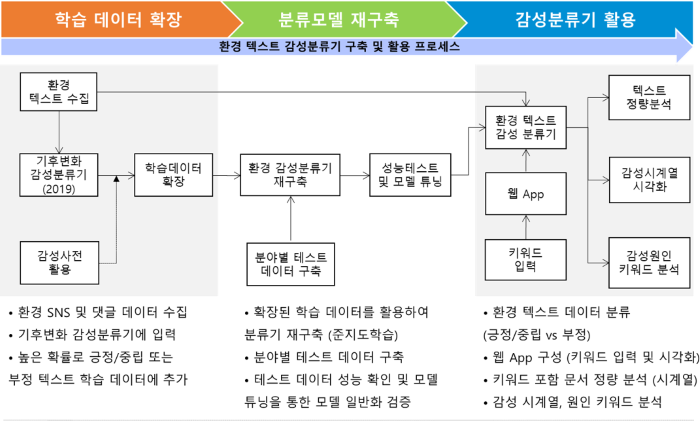 학습 데이터 확장
분류모델 재구축
감성분류기 활용
환경 텍스트 감성분류기 구축 및 활용 프로세스
환경
텍스트 수집
기후변화
감성분류기
(2019)
감성사전
활용
학습데이터
확장
환경 감성분류기
재구축
분야별 테스트
데이터 구축
성능테스트
및 모델 튜닝
환경 텍스트
감성 분류기
웹 App
키워드
입력
텍스트
정량분석
감성시계열
시각화
감성원인
키워드 분석
• 환경 SNS 및 댓글 데이터 수집
• 기후변화 감성분류기에 입력
• 높은 확률로 긍정/중립 또는
부정 텍스트 학습 데이터에 추가
• 확장된 학습 데이터를 활용하여
분류기 재구축 (준지도학습)
• 분야별 테스트 데이터 구축
• 테스트 데이터 성능 확인 및 모델
튜닝을 통한 모델 일반화 검증
• 환경 텍스트 데이터 분류
(긍정/중립 vs 부정)
• 웹 App 구성 (키워드 입력 및 시각화)
• 키워드 포함 문서 정량 분석 (시계열)
• 감성 시계열, 원인 키워드 분석